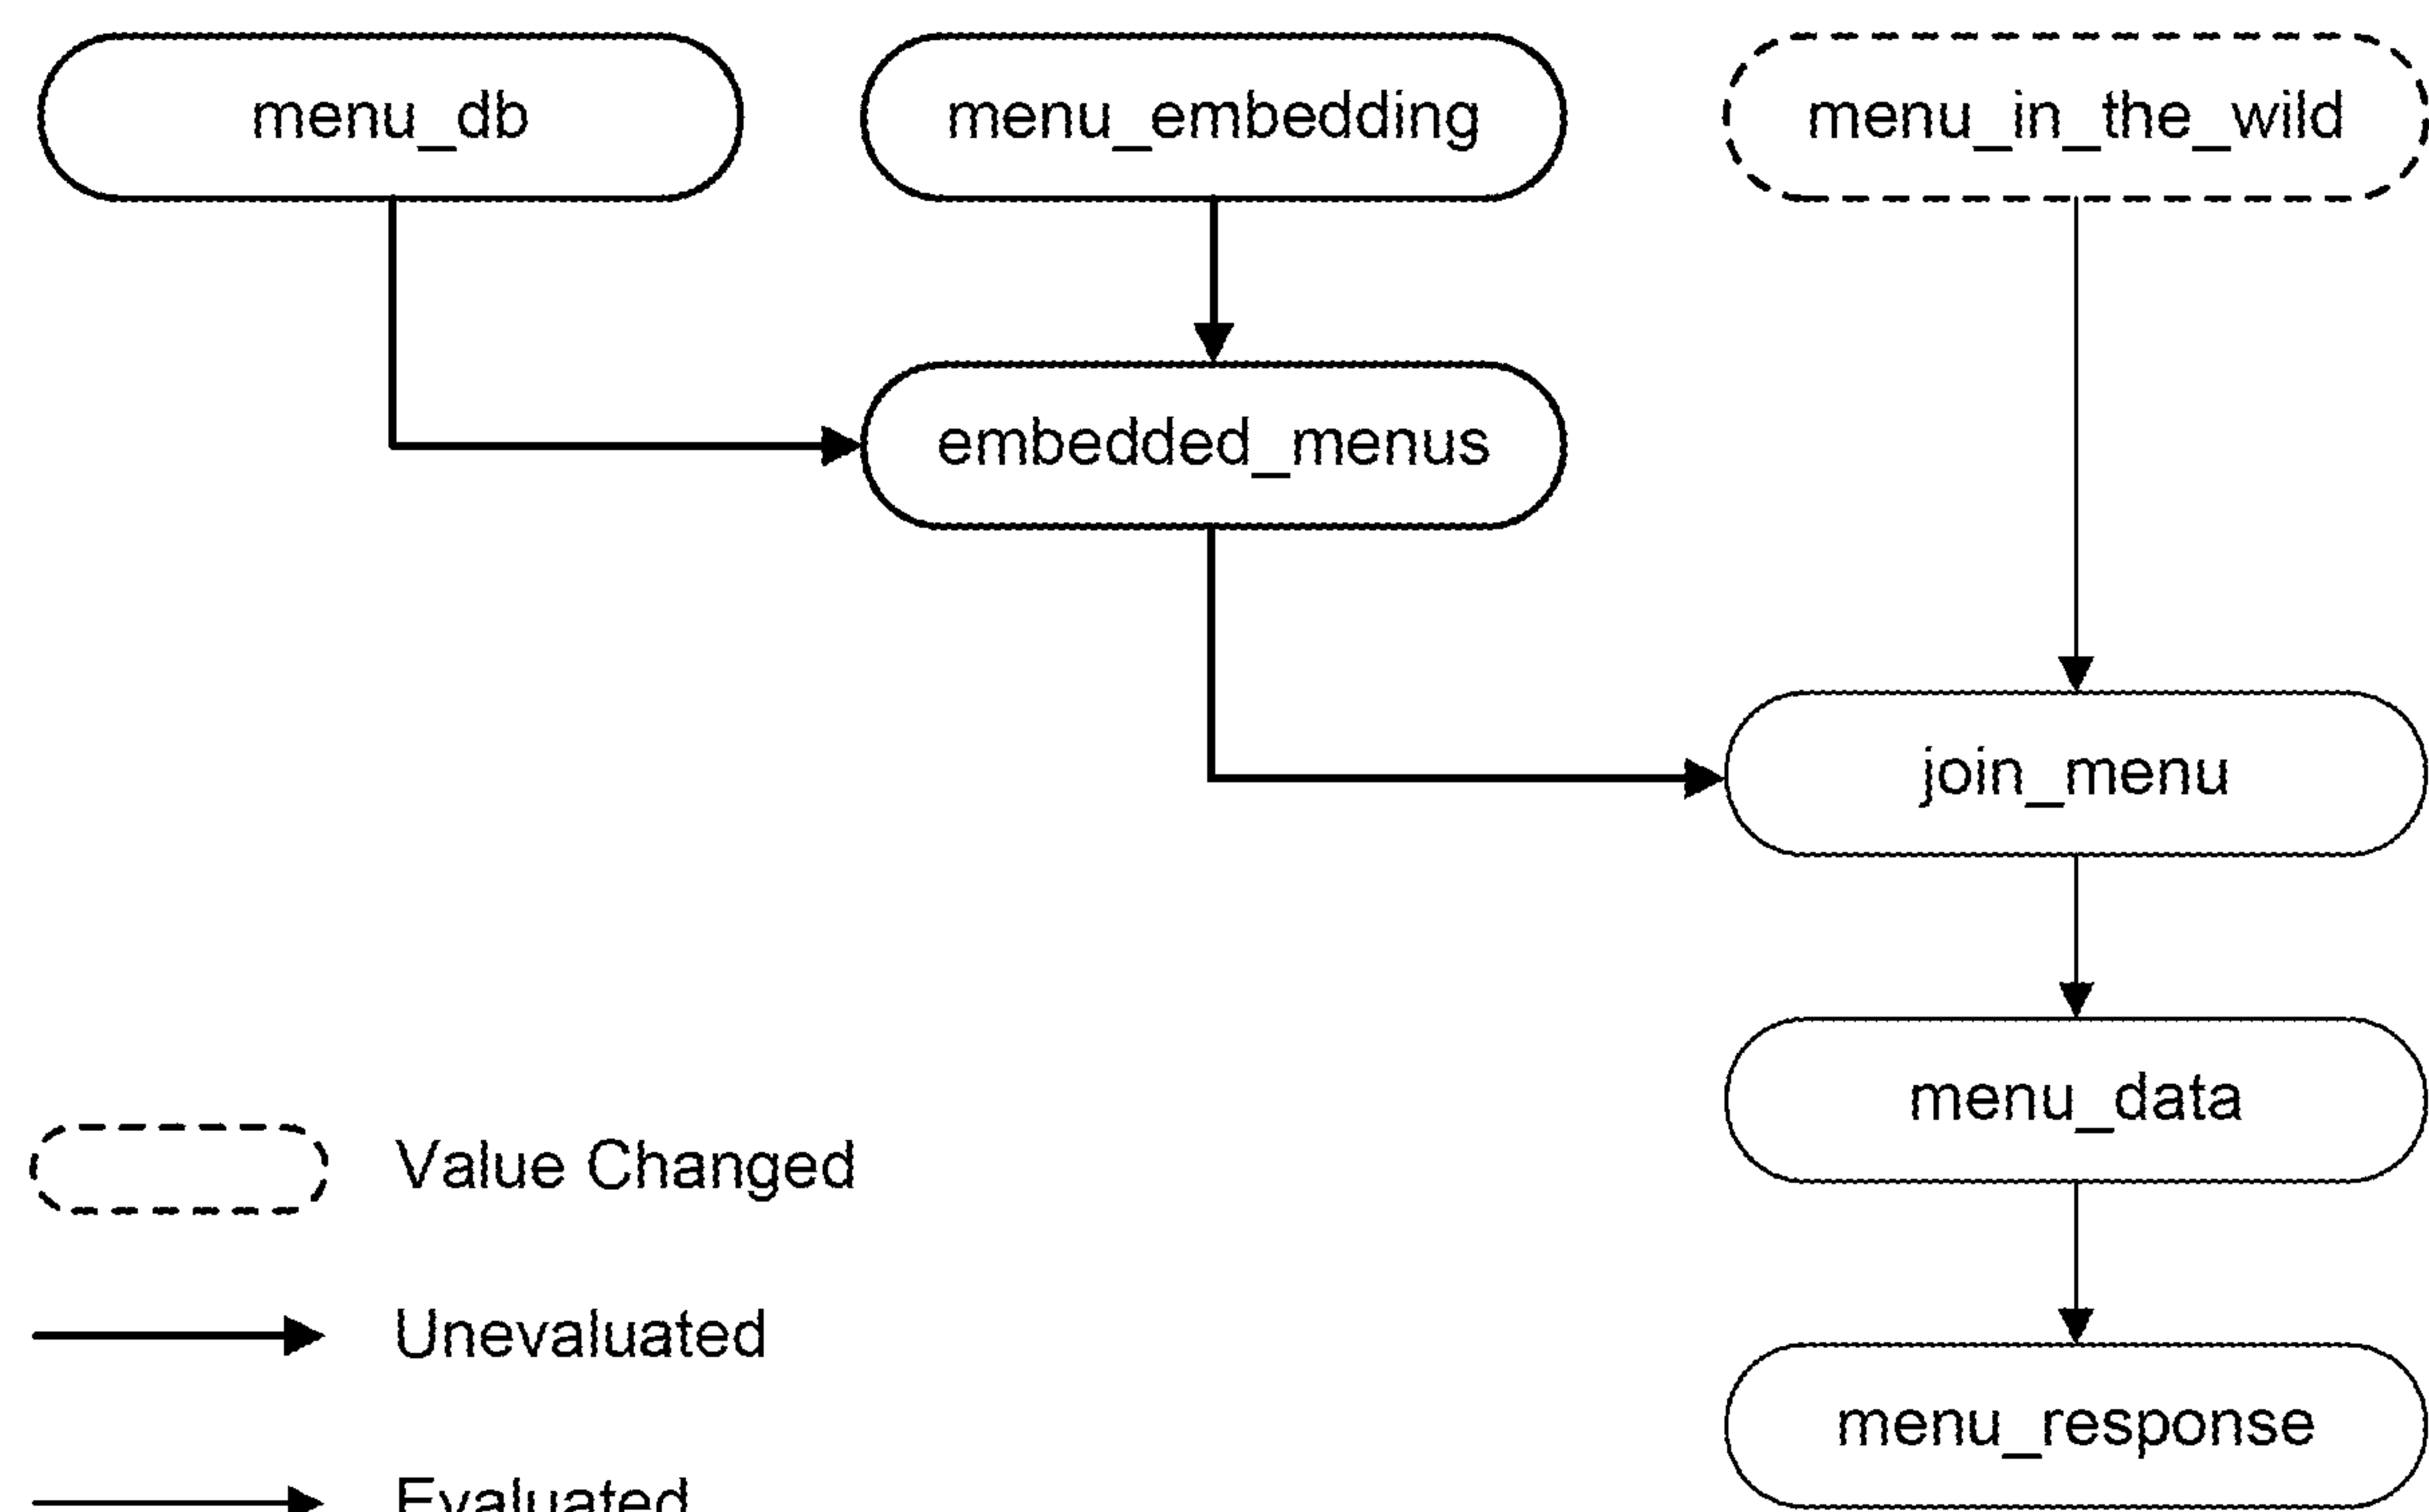 menu_db
menu_embedding
menu_in_the_wild
embedded_menus
join_menu
menu_data
menu_response
Value Changed
Unevaluated
Evaluated